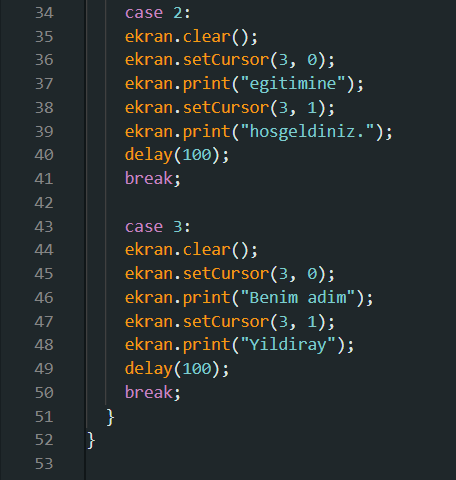 34 case 2:
35 ekran.clear();
36 ekran.setCursor(3, 0);
37 ekran.print("egitimine");
38 ekran.setCursor(3, 1);
39 ekran.print("hosgeldiniz.");
40 delay(100);
41 break;
42
43 case 3:
44 ekran.clear();
45 ekran.setCursor(3, 0);
46 ekran.print("Benim adim");
47 ekran.setCursor(3, 1);
48 ekran.print("Yildiray");
49 delay(100);
50 break;
51 }
52 }
53